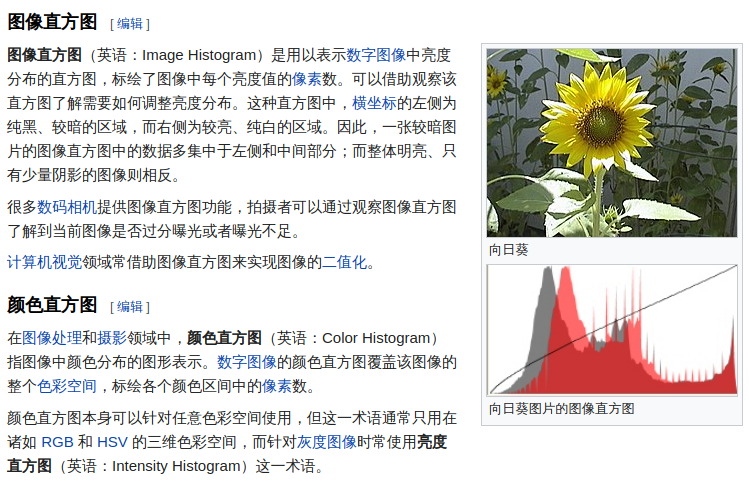 图像直方图 [ 编辑 ]
图像直方图（英语：Image Histogram）是用以表示数字图像中亮度
分布的直方图，标绘了图像中每个亮度值的像素数。可以借助观察该
直方图了解需要如何调整亮度分布。这种直方图中，横坐标的左侧为
纯黑、较暗的区域，而右侧为较亮、纯白的区域。因此，一张较暗图
片的图像直方图中的数据多集中于左侧和中间部分；而整体明亮、只
有少量阴影的图像则相反。
很多数码相机提供图像直方图功能，拍摄者可以通过观察图像直方图
了解到当前图像是否过分曝光或者曝光不足。
计算机视觉领域常借助图像直方图来实现图像的二值化。
颜色直方图 [ 编辑 ]
在图像处理和摄影领域中，颜色直方图（英语：Color Histogram）
指图像中颜色分布的图形表示。数字图像的颜色直方图覆盖该图像的
整个色彩空间，标绘各个颜色区间中的像素数。
颜色直方图本身可以针对任意色彩空间使用，但这一术语通常只用在
诸如 RGB 和 HSV 的三维色彩空间，而针对灰度图像时常使用亮度
直方图（英语：Intensity Histogram）这一术语。
向日葵
向日葵图片的图像直方图